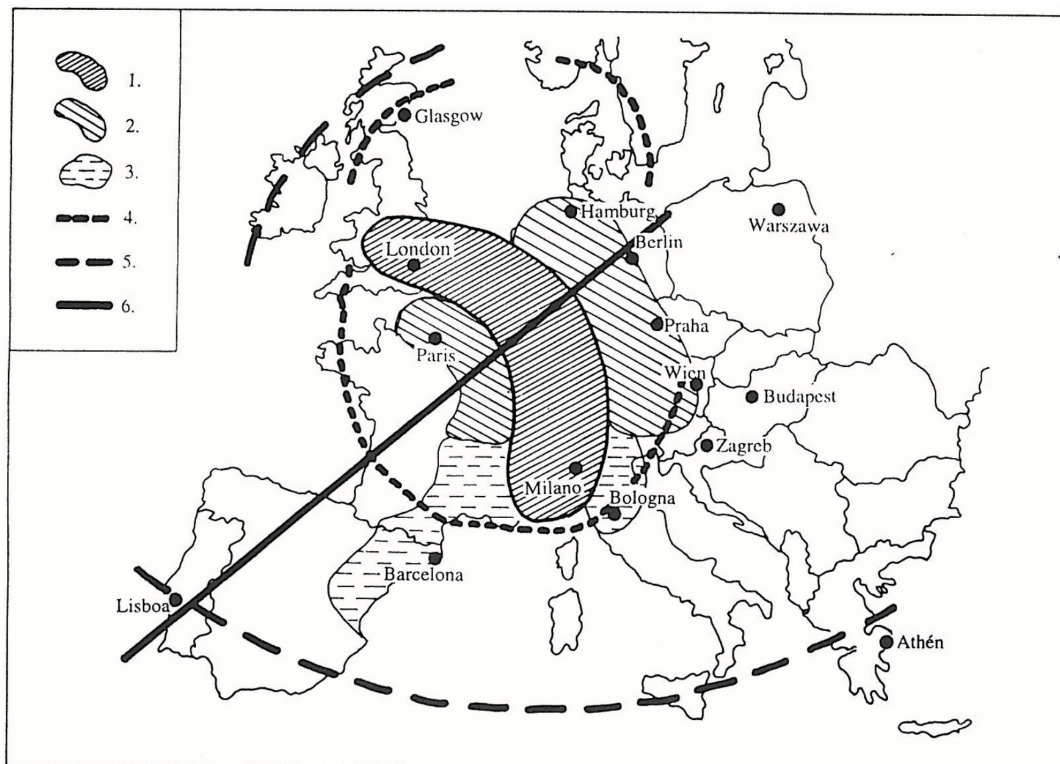 1.
2.
3.
4.
5.
6.
Glasgow
Hamburg
Warszawa
London
Berlin
Praha
Paris
Wien
Budapest
Zagreb
Milano
Bologna
Barcelona
Lisboa
Athén